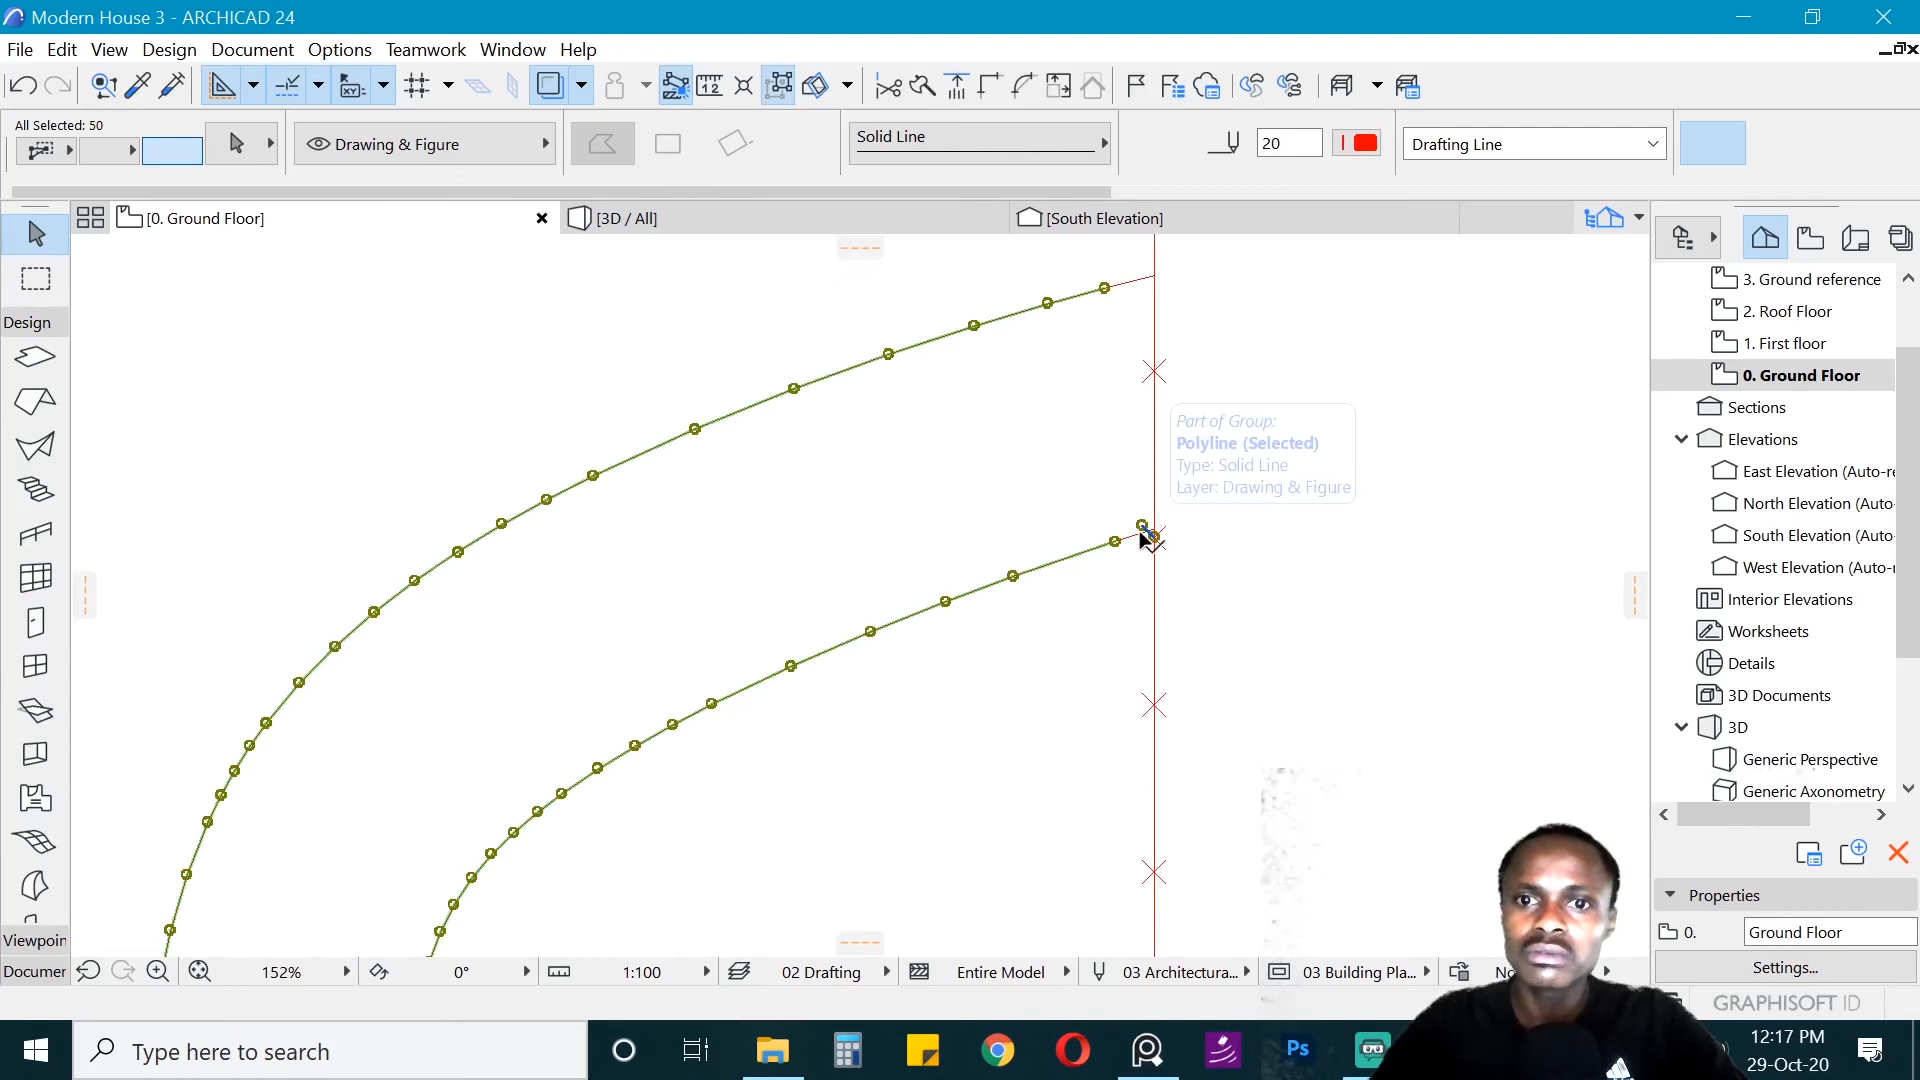 Modern House 3 - ARCHICAD 24
File Edit View Design Document Options Teamwork Window Help
All Selected: 50
Drawing & Figure
Solid Line
20
Drafting Line
[0. Ground Floor]
[3D / All]
[South Elevation]
Design
Viewpoin
Documer
Part of Group:
Polyline (Selected)
Type: Solid Line
Layer: Drawing & Figure
3. Ground reference
2. Roof Floor
1. First floor
0. Ground Floor
Sections
Elevations
East Elevation (Auto-re
North Elevation (Auto-
South Elevation (Auto-
West Elevation (Auto-r
Interior Elevations
Worksheets
Details
3D Documents
3D
Generic Perspective
Generic Axonometry
Properties
0. Ground Floor
Settings...
152% 0° 1:100 02 Drafting Entire Model 03 Architectura... 03 Building Pla... No
GRAPHISOFT ID
Type here to search
Ps
12:17 PM
29-Oct-20